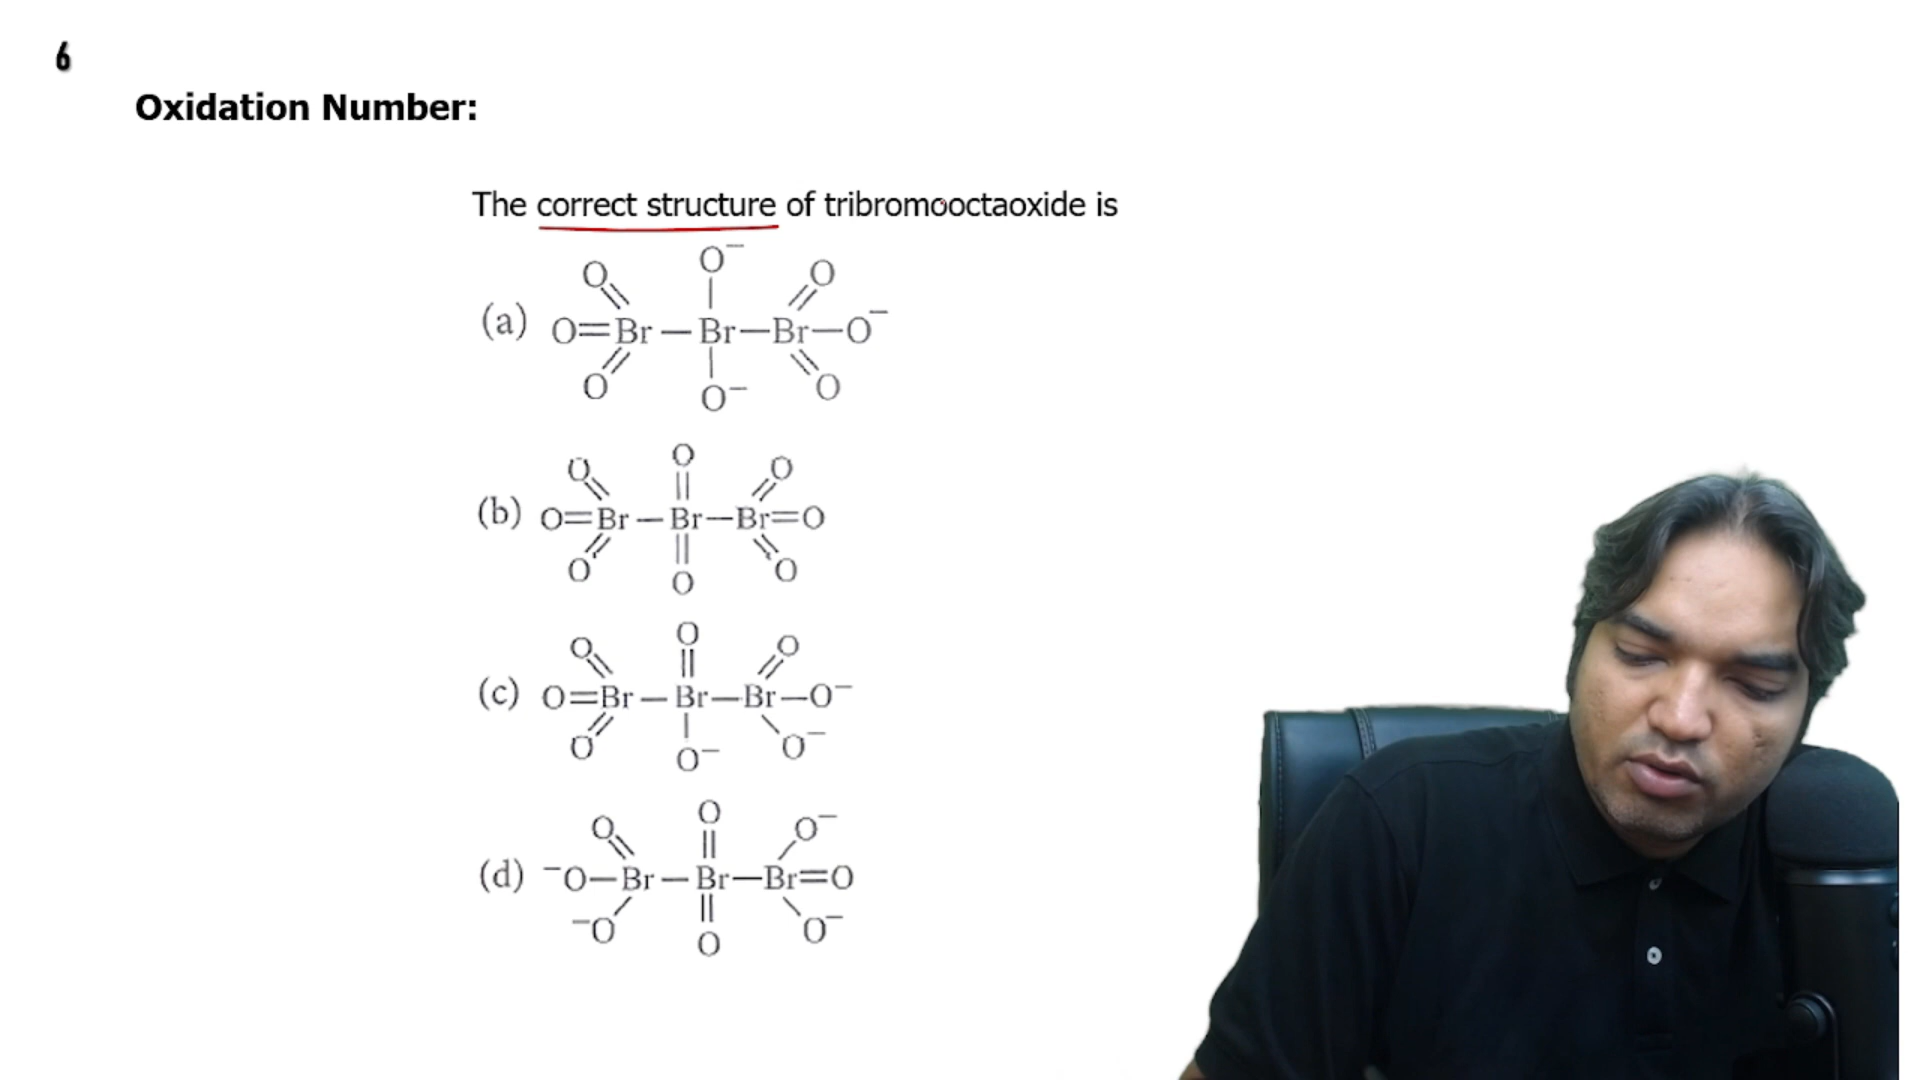 6
Oxidation Number:
The correct structure of tribromooctaoxide is
O⁻
O O
(a) O=Br—Br—Br—O⁻
O O
O⁻
O
O O
(b) O=Br—Br—Br=O
O O
O
O
O O
(c) O=Br—Br—Br—O⁻
O O⁻
O⁻
O
O O⁻
(d) ⁻O—Br—Br—Br=O
⁻O O⁻
O